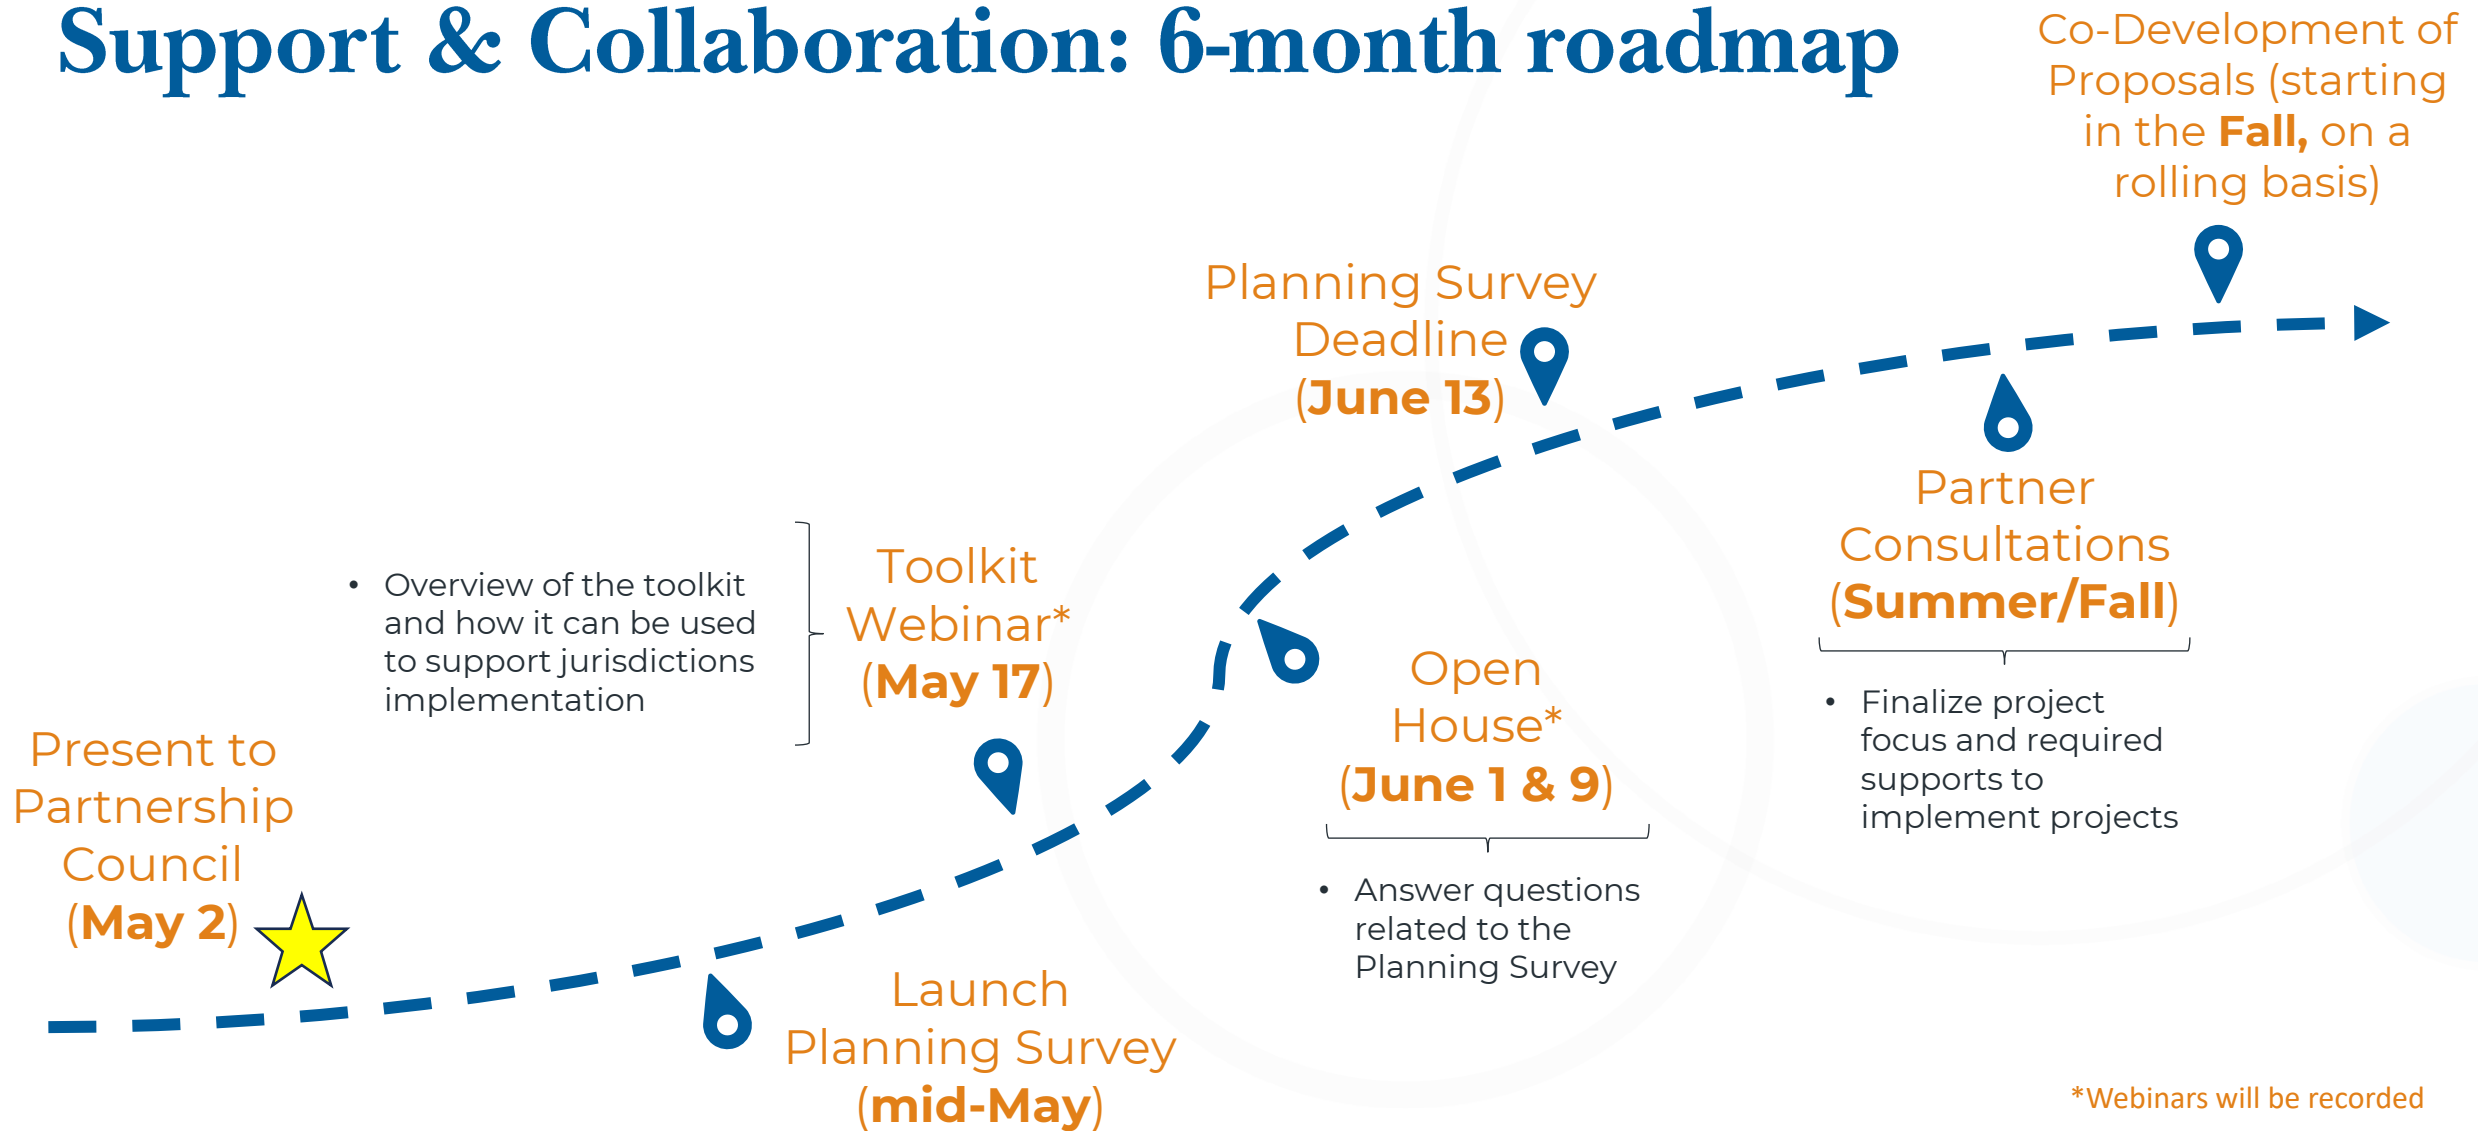 Support & Collaboration: 6-month roadmap
Present to
Partnership
Council
(May 2)
Launch
Planning Survey
(mid-May)
• Overview of the toolkit
and how it can be used
to support jurisdictions
implementation
Toolkit
Webinar*
(May 17)
Open
House*
(June 1 & 9)
• Answer questions
related to the
Planning Survey
Planning Survey
Deadline
(June 13)
Partner
Consultations
(Summer/Fall)
• Finalize project
focus and required
supports to
implement projects
Co-Development of
Proposals (starting
in the Fall, on a
rolling basis)
*Webinars will be recorded